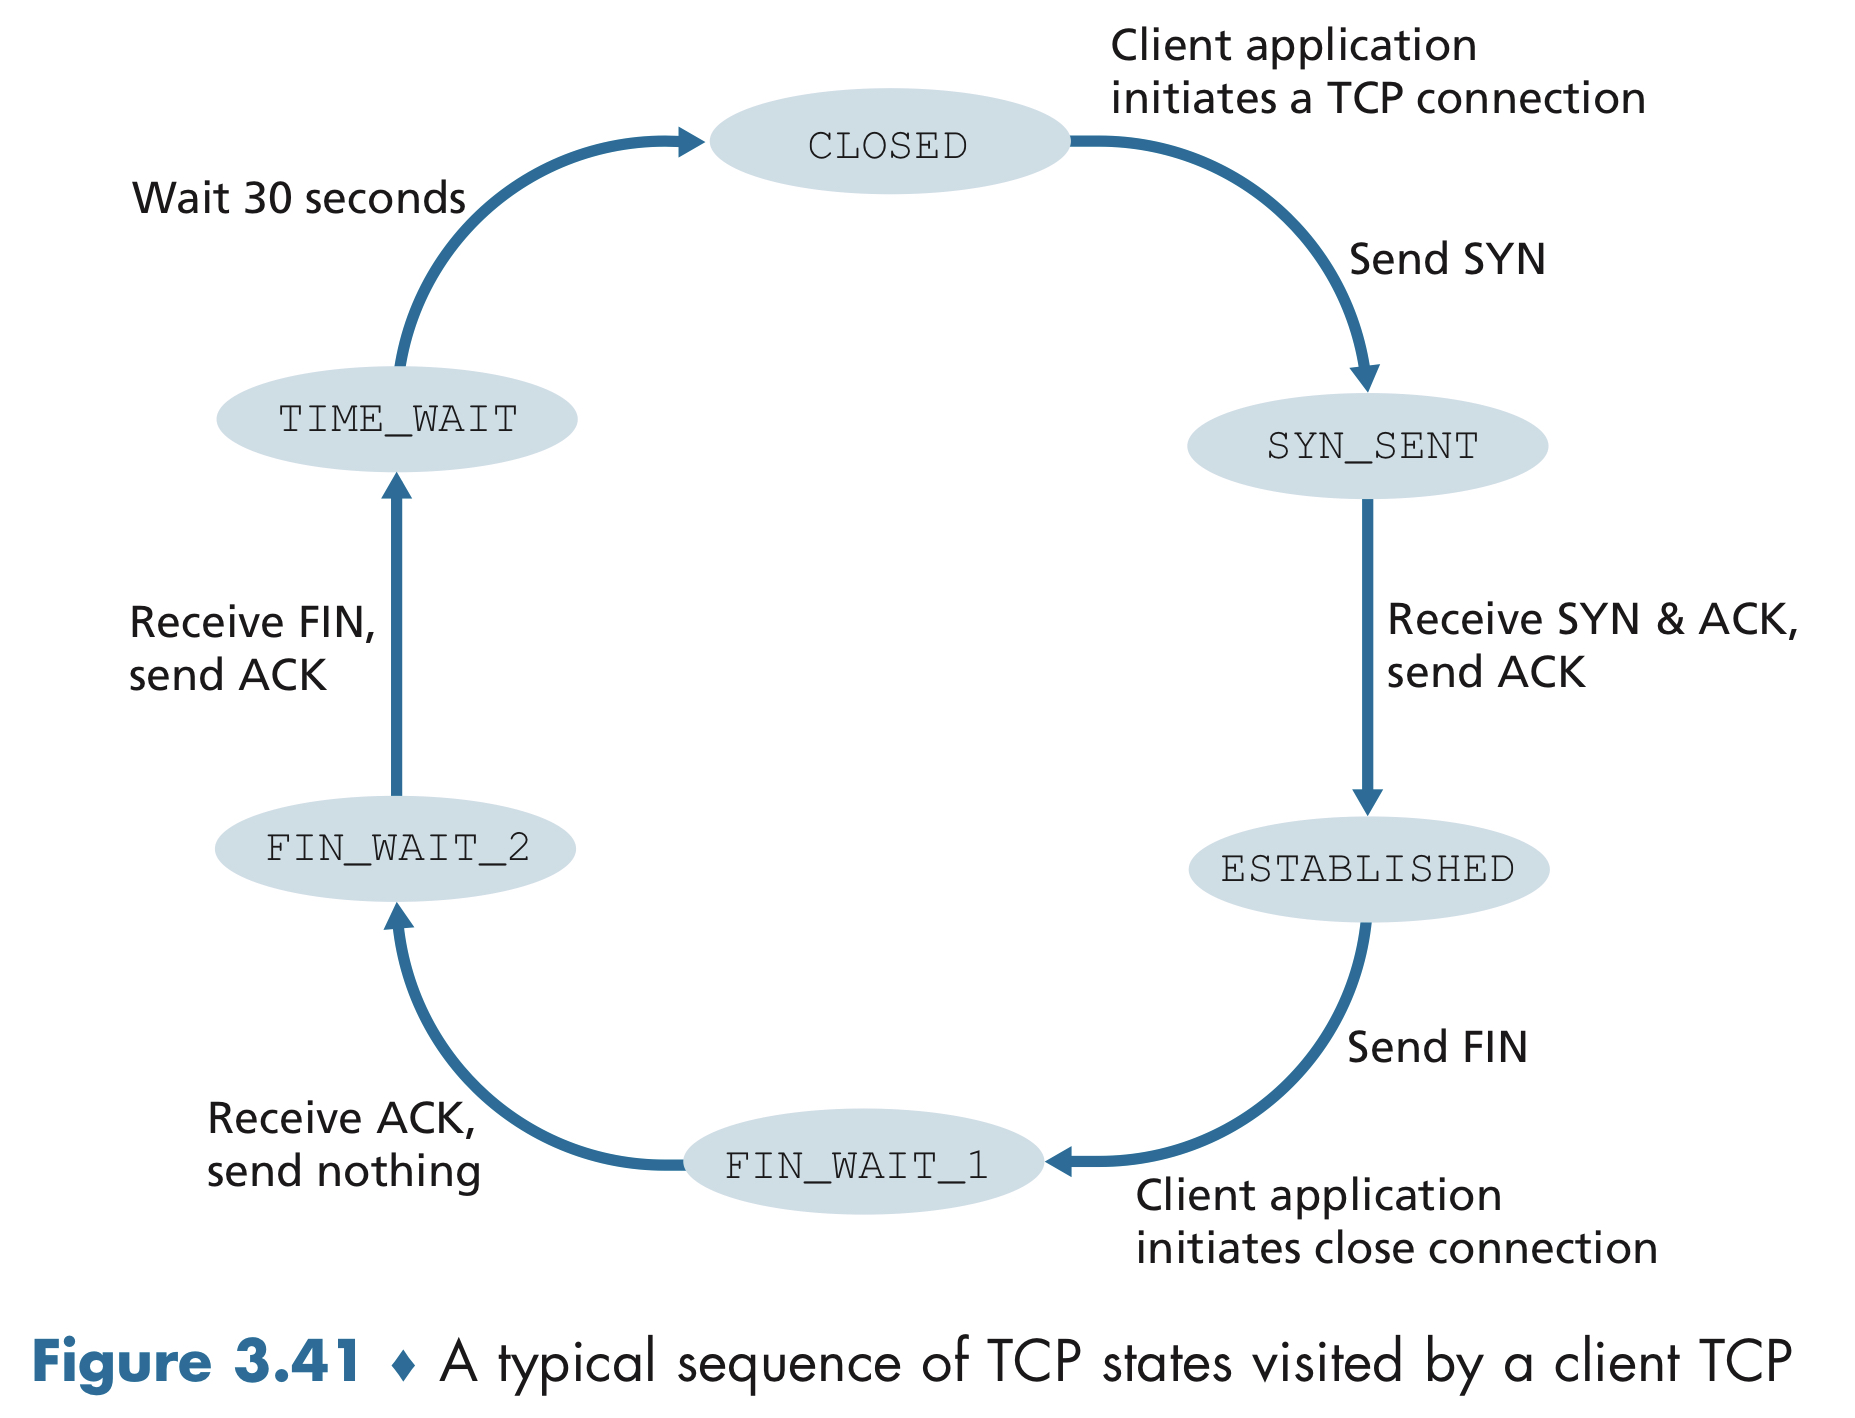 Client application
initiates a TCP connection
CLOSED
Wait 30 seconds
Send SYN
TIME_WAIT
SYN_SENT
Receive FIN,
send ACK
Receive SYN & ACK,
send ACK
FIN_WAIT_2
ESTABLISHED
Send FIN
Receive ACK,
send nothing
FIN_WAIT_1
Client application
initiates close connection
Figure 3.41 ♦ A typical sequence of TCP states visited by a client TCP